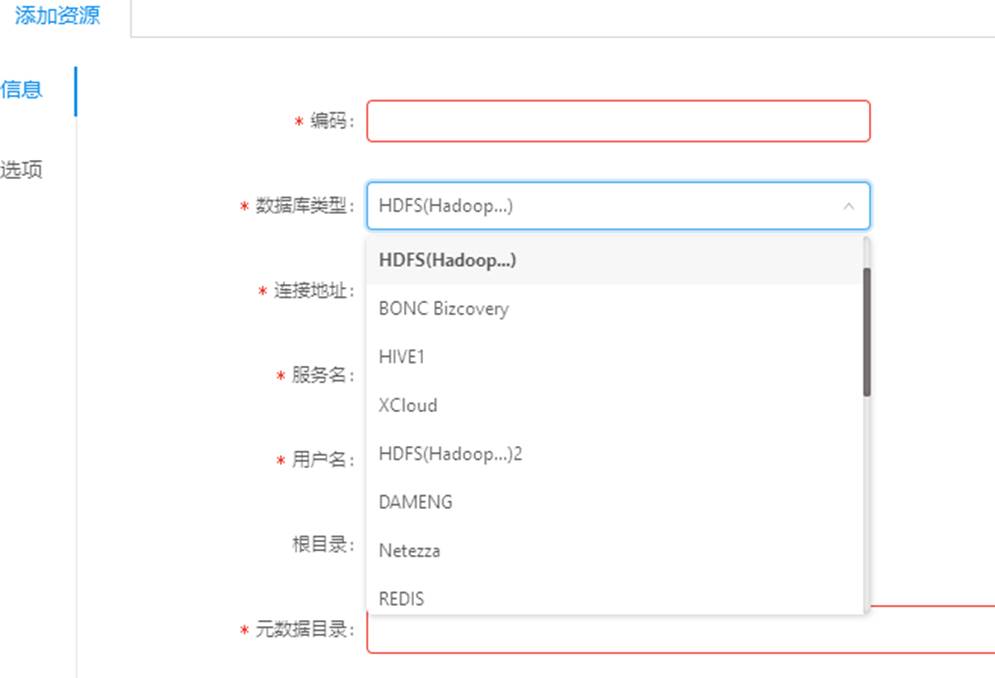 添加资源
信息
* 编码:
选项
* 数据库类型: HDFS(Hadoop...)
HDFS(Hadoop...)
* 连接地址:
BONC Bizcovery
HIVE1
* 服务名:
XCloud
* 用户名:
HDFS(Hadoop...)2
DAMENG
根目录:
Netezza
REDIS
* 元数据目录: